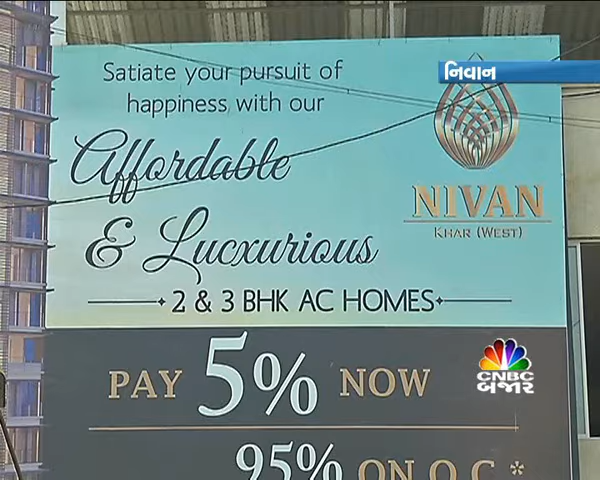 નિવાન
Satiate your pursuit of
happiness with our
Affordable
& Lucxurious
2 & 3 BHK AC HOMES
NIVAN
KHAR (WEST)
PAY 5% NOW
95% ON O.C.*
CNBC
બજાર